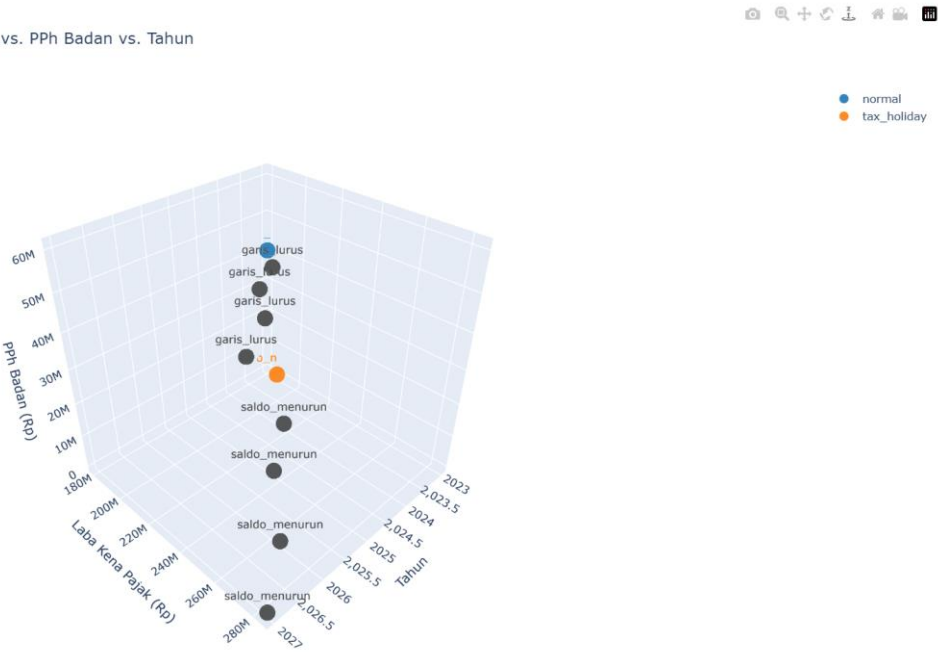 vs. PPh Badan vs. Tahun
normal
tax_holiday
garis_lurus
garis_lurus
garis_lurus
garis_lurus
o_n
saldo_menurun
saldo_menurun
saldo_menurun
saldo_menurun
60M
50M
40M
30M
20M
10M
0
PPh Badan (Rp)
180M
200M
220M
240M
260M
280M
Laba Kena Pajak (Rp)
2023
2,023.5
2024
2,024.5
2025
2,025.5
2026
2,026.5
2027
Tahun